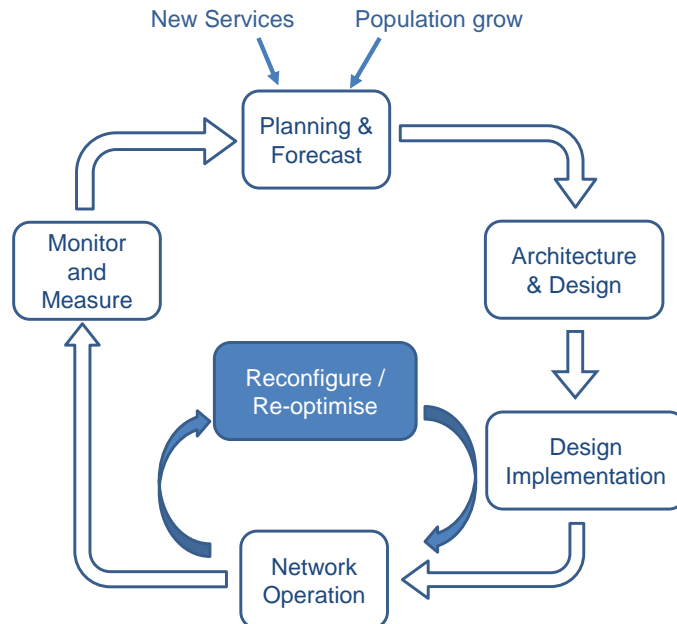 New Services
Population grow
Planning &
Forecast
Monitor
and
Measure
Architecture
& Design
Reconfigure /
Re-optimise
Design
Implementation
Network
Operation